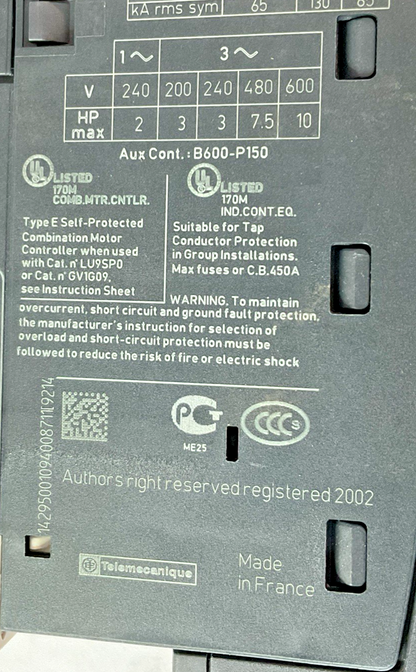 kA rms sym 65 130 85
1~ 3~
V 240 200 240 480 600
HP max 2 3 3 7.5 10
Aux Cont.: B600-P150
UL LISTED
170M
COMB.MTR.CNTLR.
Type E Self-Protected
Combination Motor
Controller when used
with Cat. n° LU9SP0
or Cat. n° GV1G09,
see Instruction Sheet
UL LISTED
170M
IND.CONT.EQ.
Suitable for Tap
Conductor Protection
in Group Installations.
Max fuses or C.B.450A
WARNING. To maintain
overcurrent, short circuit and ground fault protection,
the manufacturer's instruction for selection of
overload and short-circuit protection must be
followed to reduce the risk of fire or electric shock
PCT
ME25
CCC S
Authors right reserved registered 2002
Telemecanique
Made
in France